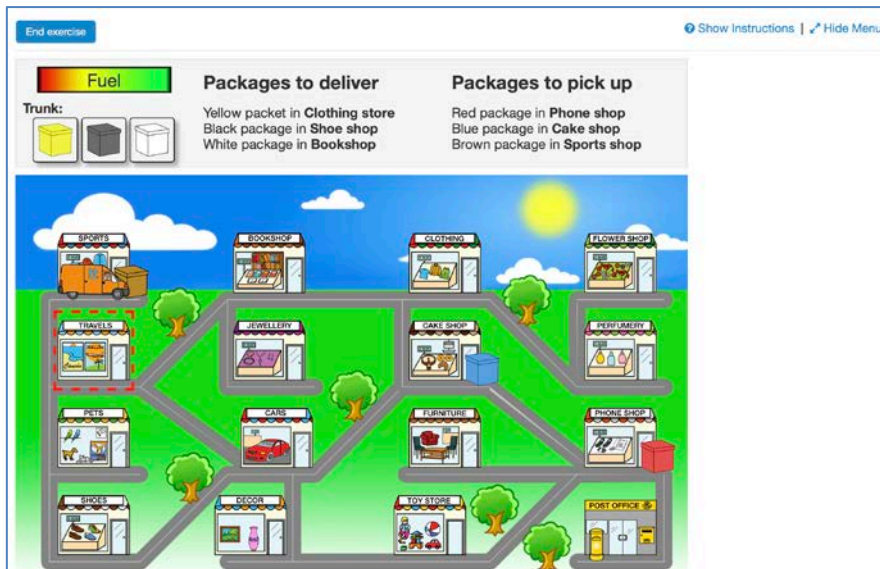 End exercise
Show Instructions | Hide Menu
Fuel
Trunk:
Packages to deliver
Yellow packet in Clothing store
Black package in Shoe shop
White package in Bookshop
Packages to pick up
Red package in Phone shop
Blue package in Cake shop
Brown package in Sports shop
SPORTS
BOOKSHOP
CLOTHING
FLOWER SHOP
TRAVELS
JEWELLERY
CAKE SHOP
PERFUMERY
PETS
CARS
FURNITURE
PHONE SHOP
SHOES
DECOR
TOY STORE
POST OFFICE